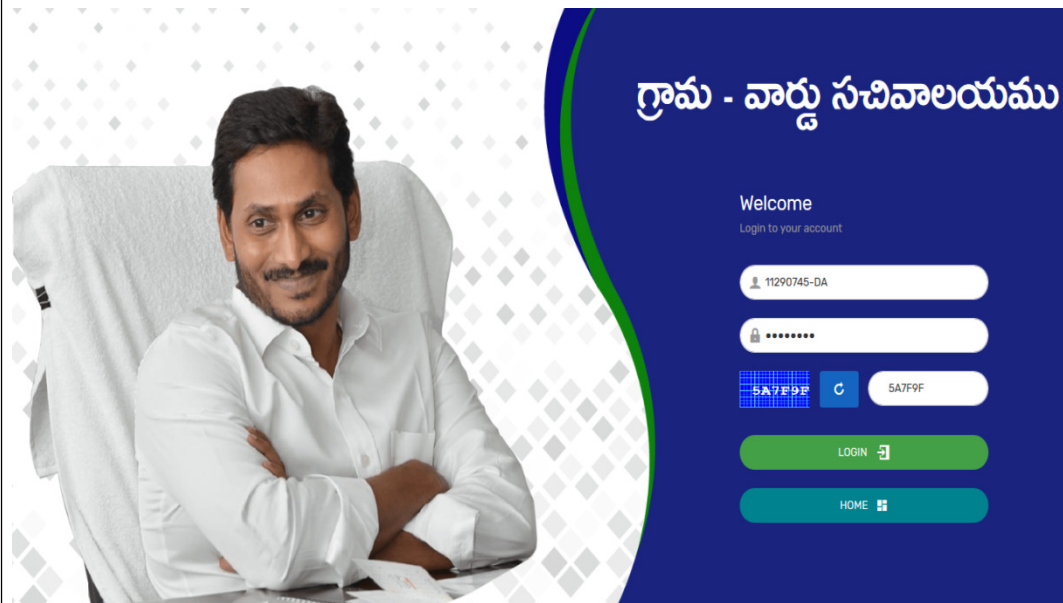 గ్రామ - వార్డు సచివాలయము
Welcome
Login to your account
11290745-DA
••••••••
5A7F9F
5A7F9F
LOGIN
HOME